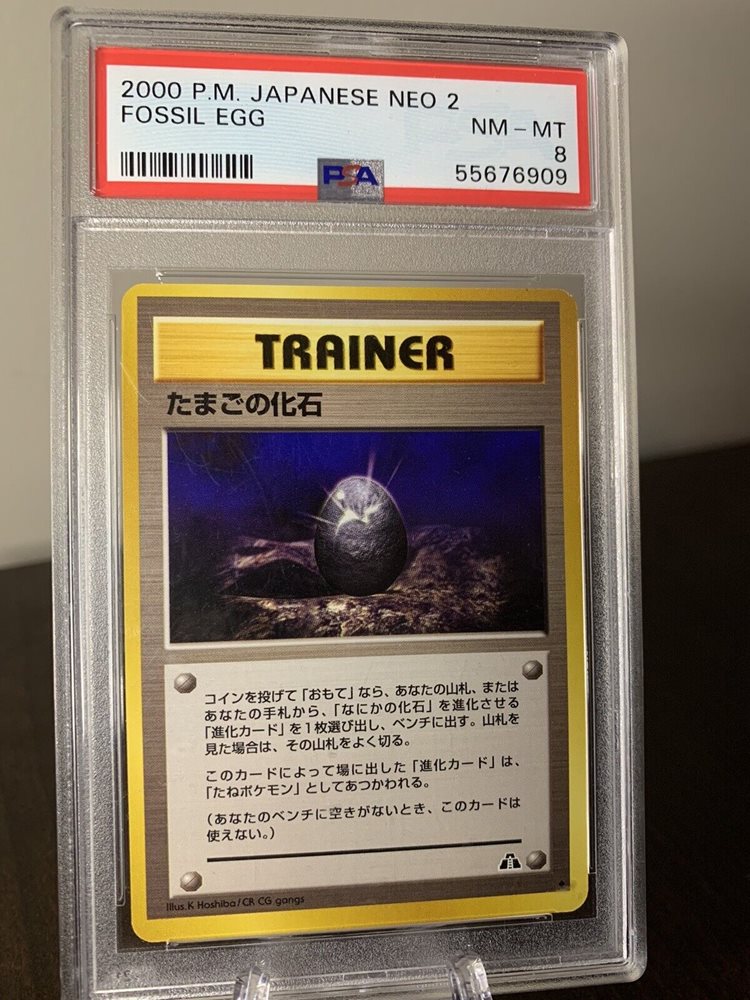 2000 P.M. JAPANESE NEO 2
FOSSIL EGG
NM - MT
8
PSA
55676909
TRAINER
たまごの化石
コインを投げて「おもて」なら、あなたの山札、または
あなたの手札から、「なにかの化石」を進化させる
「進化カード」を1枚選び出し、ベンチに出す。山札を
見た場合は、その山札をよく切る。
このカードによって場に出した「進化カード」は、
「たねポケモン」としてあつかわれる。
(あなたのベンチに空きがないとき、このカードは
使えない。)
Illus.K Hoshiba/CR CG gangs